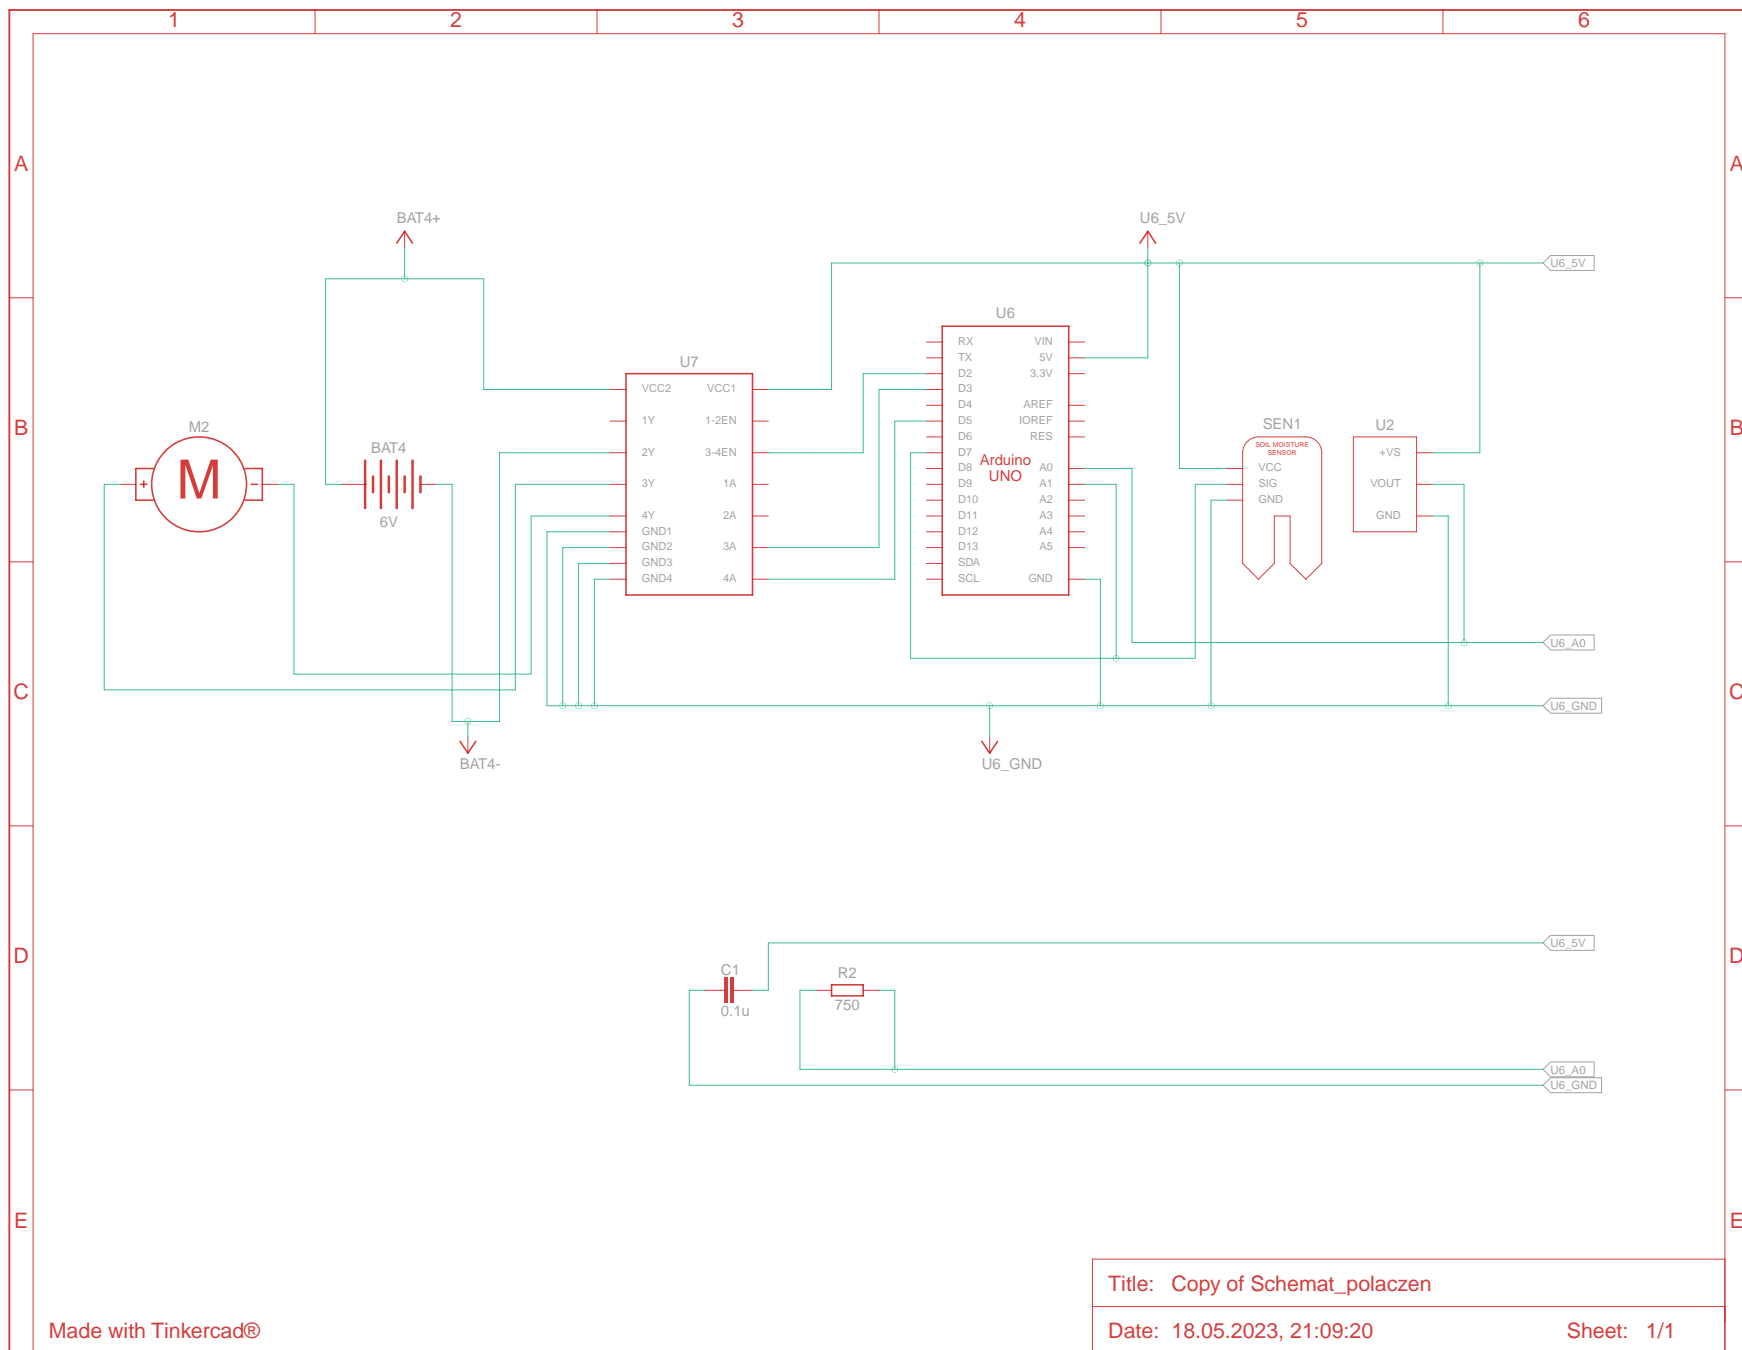 1 2 3 4 5 6
A A
BAT4+ U6_5V
U6_5V
U6
RX VIN
TX 5V
D2 3.3V
D3
D4 AREF
D5 IOREF
D6 RES
D7
D8 A0
D9 A1
D10 A2
D11 A3
D12 A4
D13 A5
SDA
SCL GND
Arduino
UNO
U7
VCC2 VCC1
1Y 1-2EN
2Y 3-4EN
3Y 1A
4Y 2A
GND1
GND2 3A
GND3
GND4 4A
B B
M2
+ M -
BAT4
6V
SEN1
SOIL MOISTURE
SENSOR
VCC
SIG
GND
U2
+VS
VOUT
GND
U6_A0
C C
U6_GND
BAT4- U6_GND
D D
U6_5V
C1
0.1u
R2
750
U6_A0
U6_GND
E E
Title: Copy of Schemat_polaczen
Made with Tinkercad®
Date: 18.05.2023, 21:09:20 Sheet: 1/1